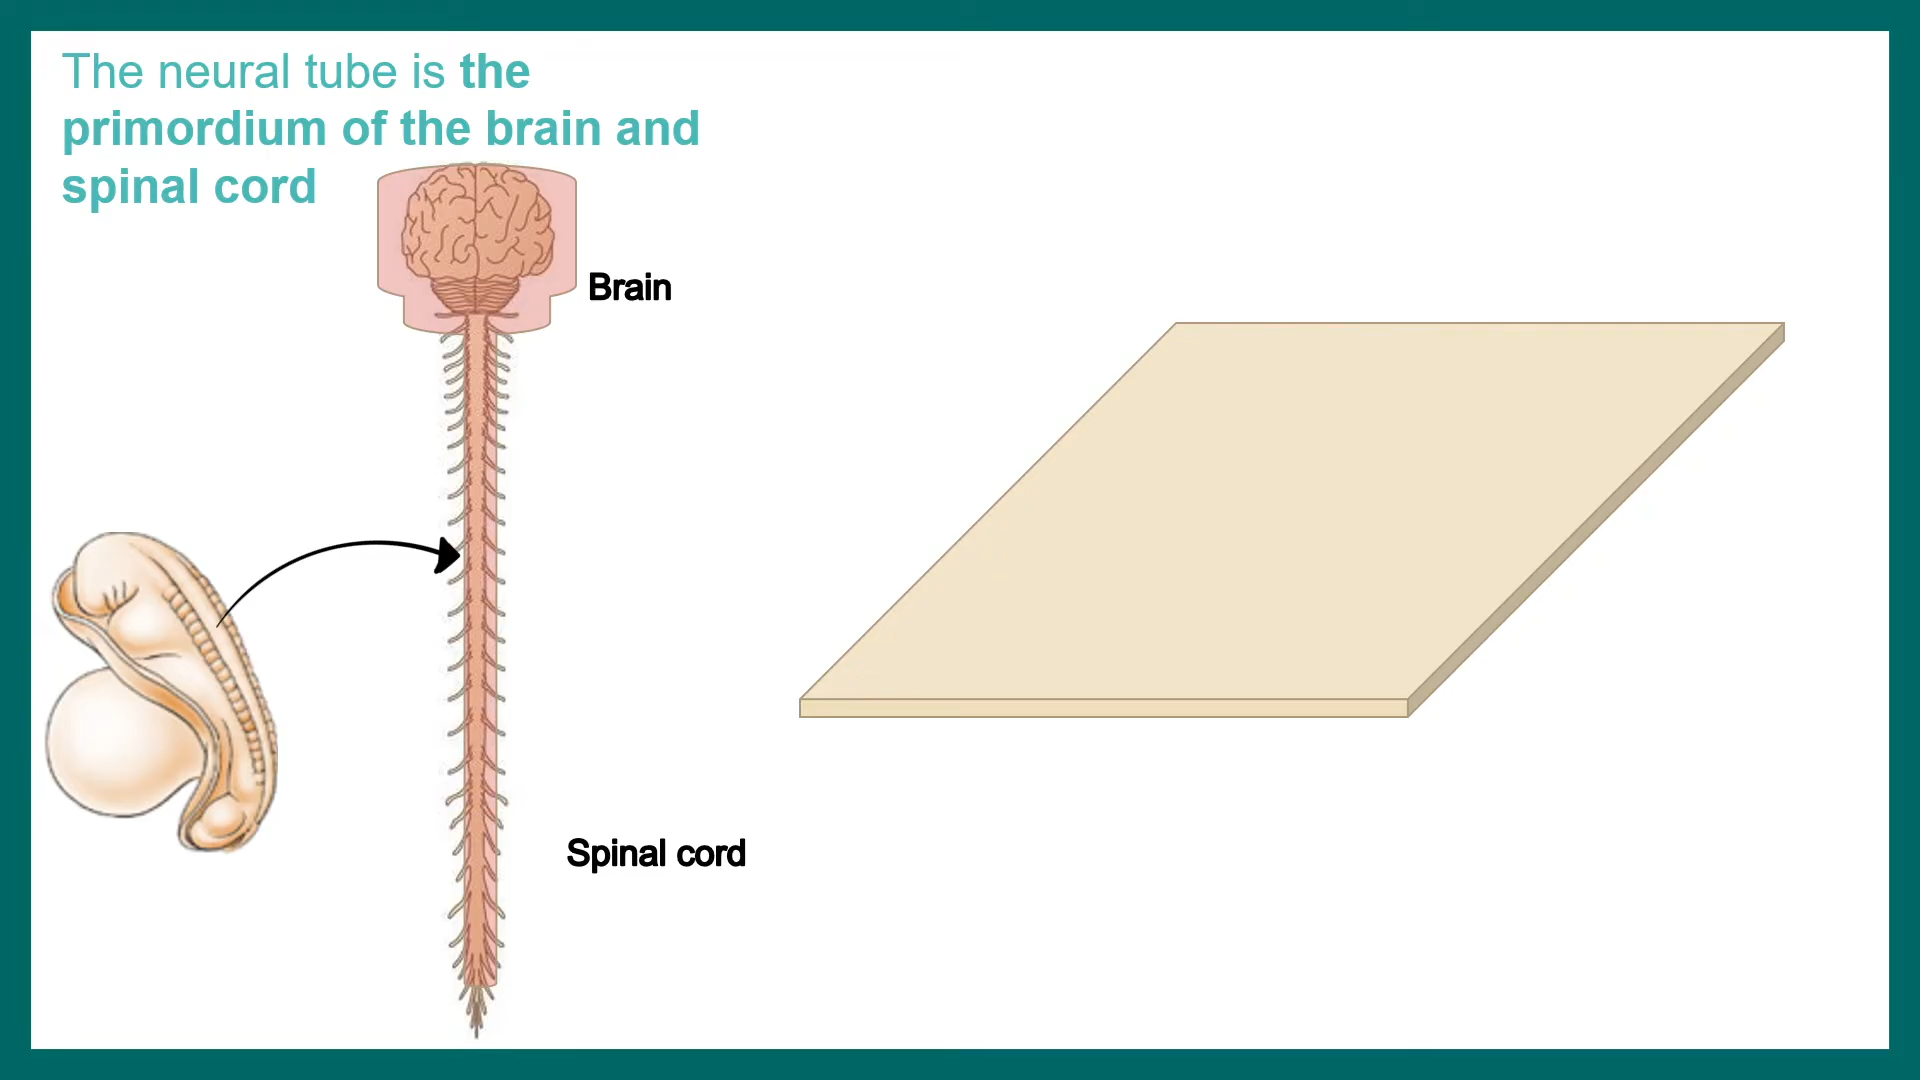 The neural tube is the
primordium of the brain and
spinal cord
Brain
Spinal cord